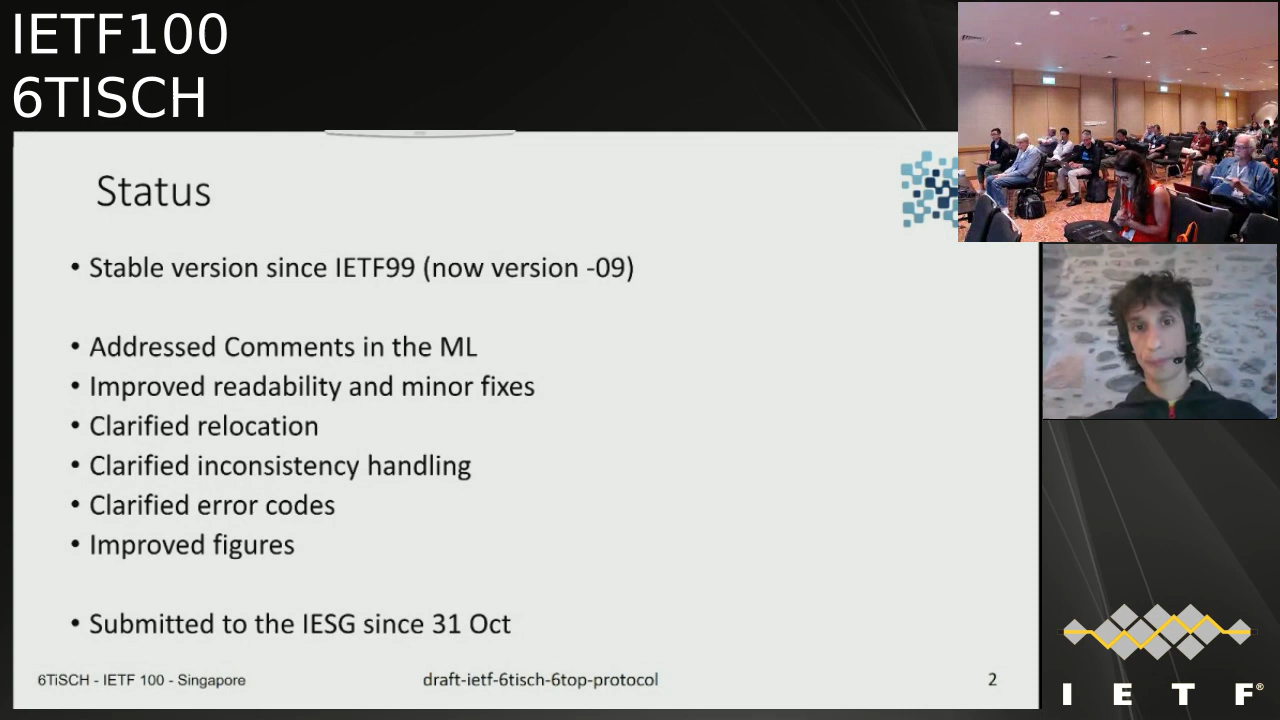 IETF100
6TISCH
Status
• Stable version since IETF99 (now version -09)
• Addressed Comments in the ML
• Improved readability and minor fixes
• Clarified relocation
• Clarified inconsistency handling
• Clarified error codes
• Improved figures
• Submitted to the IESG since 31 Oct
6TiSCH - IETF 100 - Singapore
draft-ietf-6tisch-6top-protocol
2
I E T F®